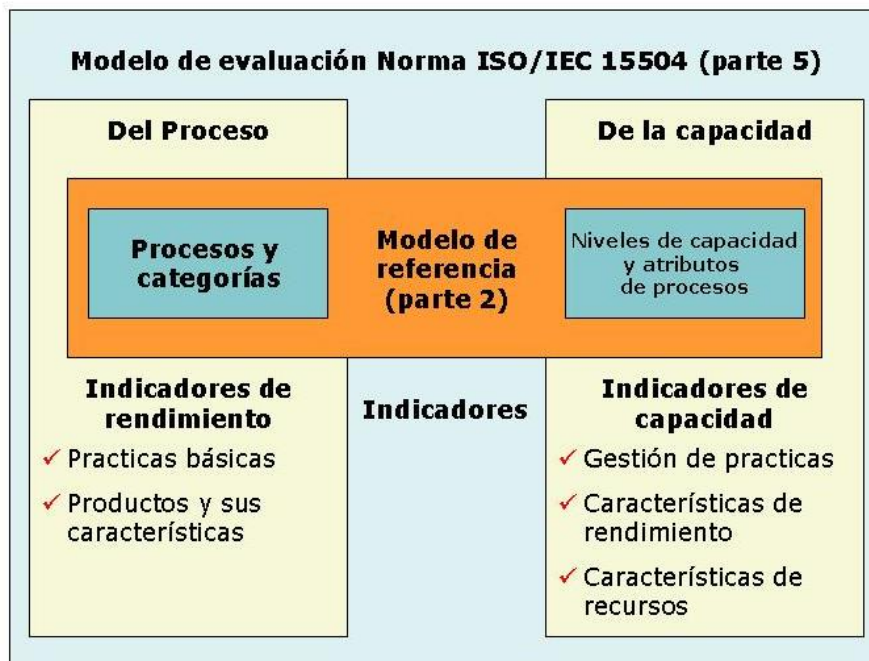 Modelo de evaluación Norma ISO/IEC 15504 (parte 5)
Del Proceso
De la capacidad
Procesos y
categorías
Modelo de
referencia
(parte 2)
Niveles de capacidad
y atributos
de procesos
Indicadores de
rendimiento
Indicadores
Indicadores de
capacidad
✓ Practicas básicas
✓ Productos y sus
características
✓ Gestión de practicas
✓ Características de
rendimiento
✓ Características de
recursos